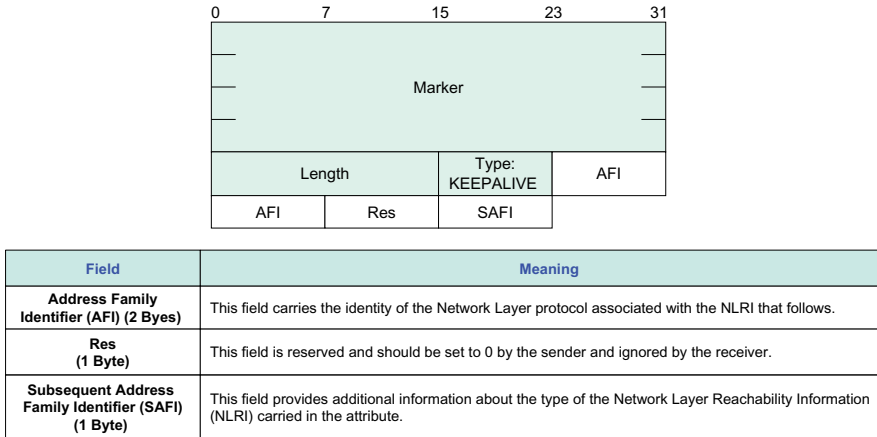 0 7 15 23 31
Marker
Length
Type:
KEEPALIVE
AFI
AFI Res SAFI
Field Meaning
Address Family
Identifier (AFI) (2 Byes)
This field carries the identity of the Network Layer protocol associated with the NLRI that follows.
Res
(1 Byte)
This field is reserved and should be set to 0 by the sender and ignored by the receiver.
Subsequent Address
Family Identifier (SAFI)
(1 Byte)
This field provides additional information about the type of the Network Layer Reachability Information
(NLRI) carried in the attribute.